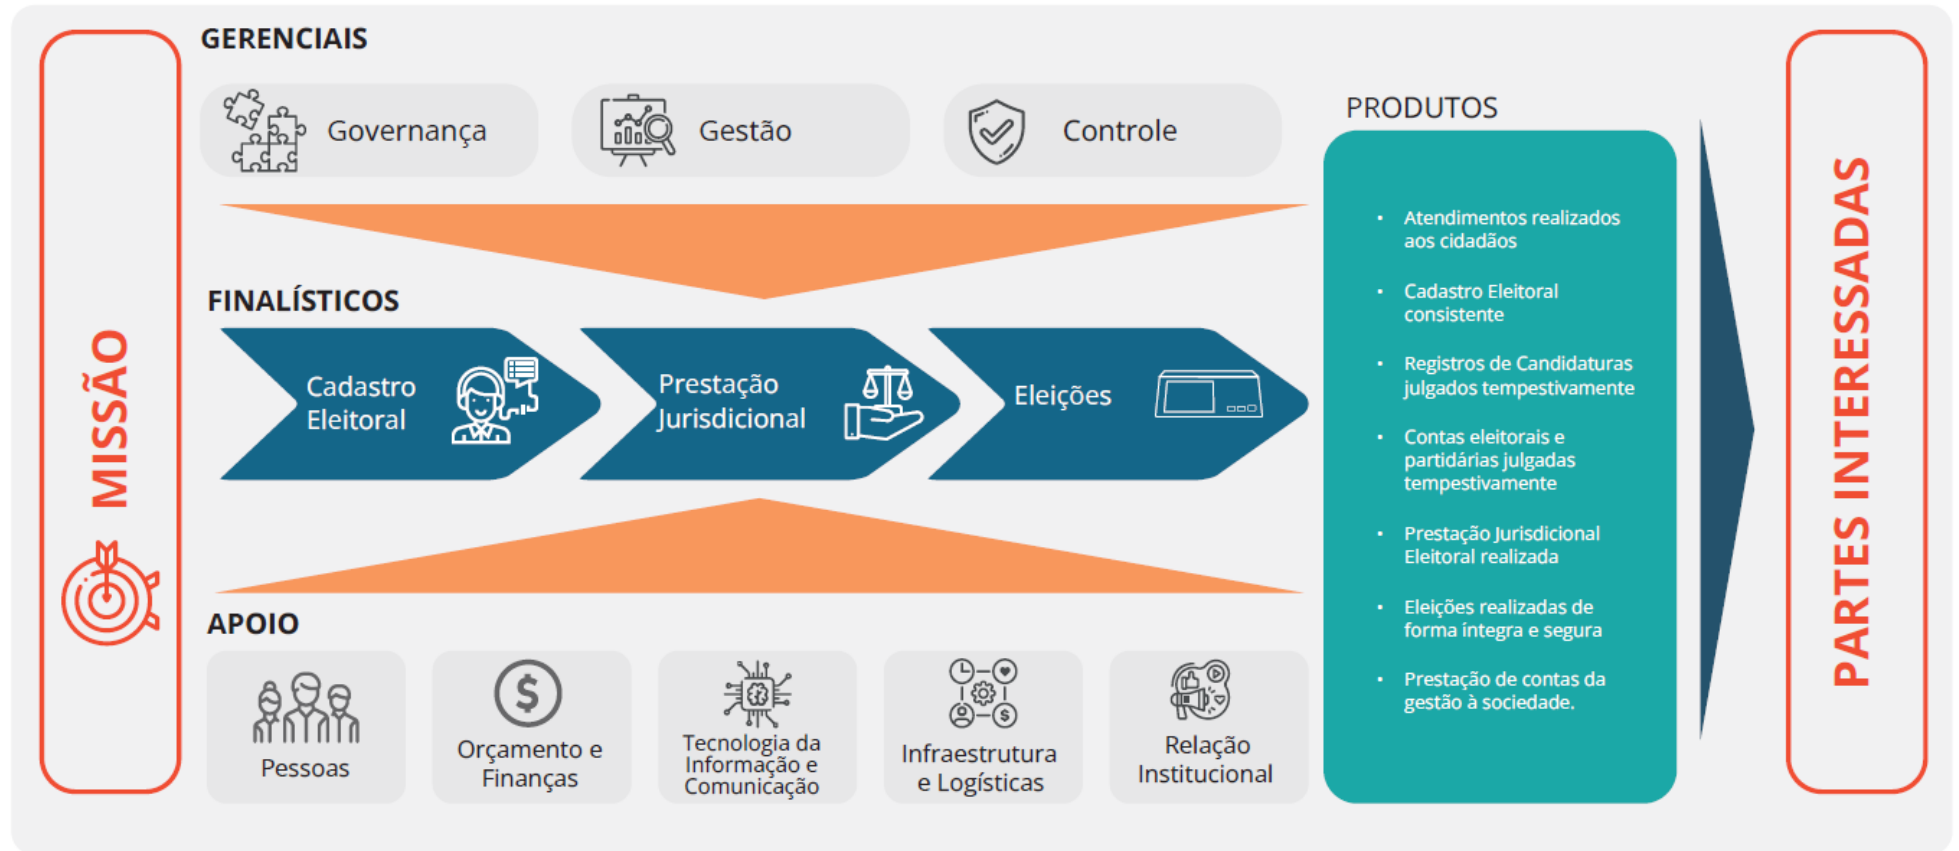 MISSÃO
GERENCIAIS
Governança
Gestão
Controle
FINALÍSTICOS
Cadastro
Eleitoral
Prestação
Jurisdicional
Eleições
APOIO
Pessoas
Orçamento e
Finanças
Tecnologia da
Informação e
Comunicação
Infraestrutura
e Logísticas
Relação
Institucional
PRODUTOS
• Atendimentos realizados
aos cidadãos
• Cadastro Eleitoral
consistente
• Registros de Candidaturas
julgados tempestivamente
• Contas eleitorais e
partidárias julgadas
tempestivamente
• Prestação Jurisdicional
Eleitoral realizada
• Eleições realizadas de
forma íntegra e segura
• Prestação de contas da
gestão à sociedade.
PARTES INTERESSADAS